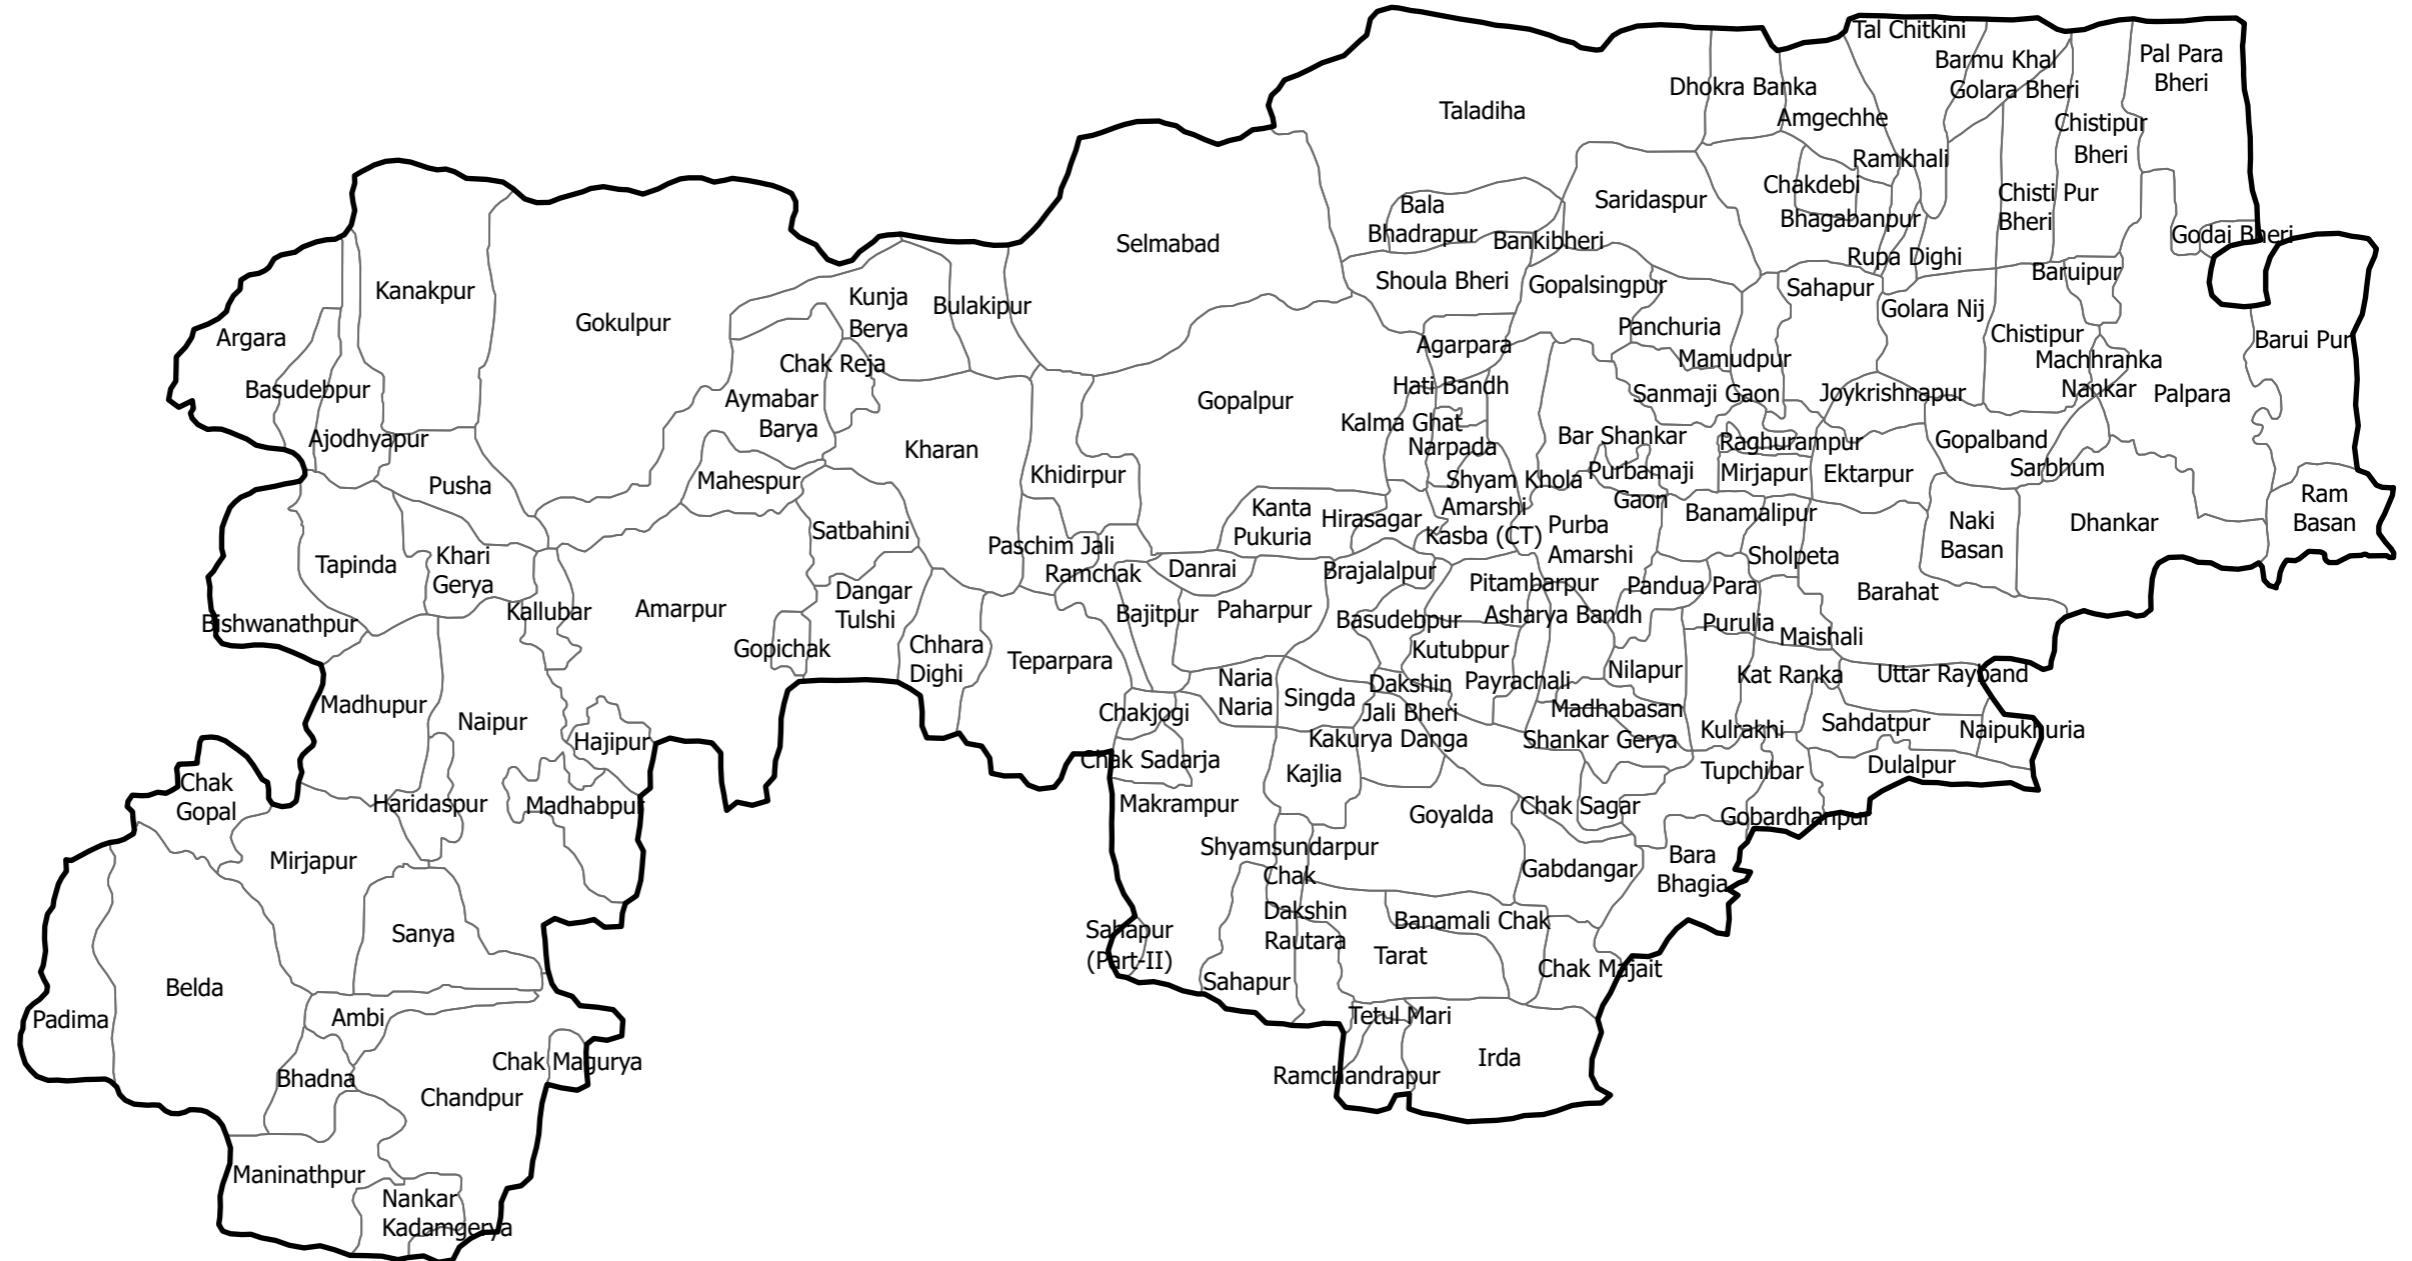 Tal Chitkini
Barmu Khal
Pal Para
Bheri
Dhokra Banka
Golara Bheri
Taladiha
Amgechhe
Chistipur
Bheri
Ramkhali
Chakdebi
Chisti Pur
Bheri
Saridaspur
Bala
Bhadrapur
Bhagabanpur
Bankibheri
Godai Bheri
Selmabad
Rupa Dighi
Baruipur
Shoula Bheri
Gopalsingpur
Sahapur
Kanakpur
Kunja
Berya
Bulakipur
Golara Nij
Gokulpur
Panchuria
Chistipur
Barui Pur
Argara
Agarpara
Mamudpur
Machhranka
Nankar
Chak Reja
Basudebpur
Hati Bandh
Sanmaji Gaon
Joykrishnapur
Palpara
Aymabar
Barya
Gopalpur
Kalma Ghat
Narpada
Ajodhyapur
Bar Shankar
Raghurampur
Gopalband
Kharan
Khidirpur
Sarbhum
Purbamaji
Gaon
Mirjapur
Ektarpur
Pusha
Mahespur
Shyam Khola
Ram
Basan
Kanta
Pukuria
Hirasagar
Amarshi
Kasba (CT)
Banamalipur
Naki
Basan
Dhankar
Satbahini
Purba
Amarshi
Paschim Jali
Sholpeta
Tapinda
Khari
Gerya
Ramchak
Danrai
Brajalalpur
Pitambarpur
Pandua Para
Barahat
Dangar
Tulshi
Kallubar
Amarpur
Bajitpur
Paharpur
Basudebpur
Asharya Bandh
Purulia
Bishwanathpur
Maishali
Gopichak
Chhara
Dighi
Teparpara
Kutubpur
Nilapur
Kat Ranka
Uttar Rayband
Naria
Naria
Singda
Dakshin
Jali Bheri
Payrachali
Madhabasan
Madhupur
Naipur
Chakjogi
Kulrakhi
Sahdatpur
Naipukhuria
Hajipur
Kakurya Danga
Shankar Gerya
Chak Sadarja
Kajlia
Tupchibar
Dulalpur
Chak
Gopal
Haridaspur
Madhabpur
Makrampur
Goyalda
Chak Sagar
Gobardhanpur
Mirjapur
Shyamsundarpur
Chak
Gabdangar
Bara
Bhagia
Sanya
Dakshin
Rautara
Banamali Chak
Sahapur
(Part-II)
Tarat
Chak Majait
Belda
Sahapur
Padima
Ambi
Tetul Mari
Chak Magurya
Irda
Bhadna
Ramchandrapur
Chandpur
Maninathpur
Nankar
Kadamgerya